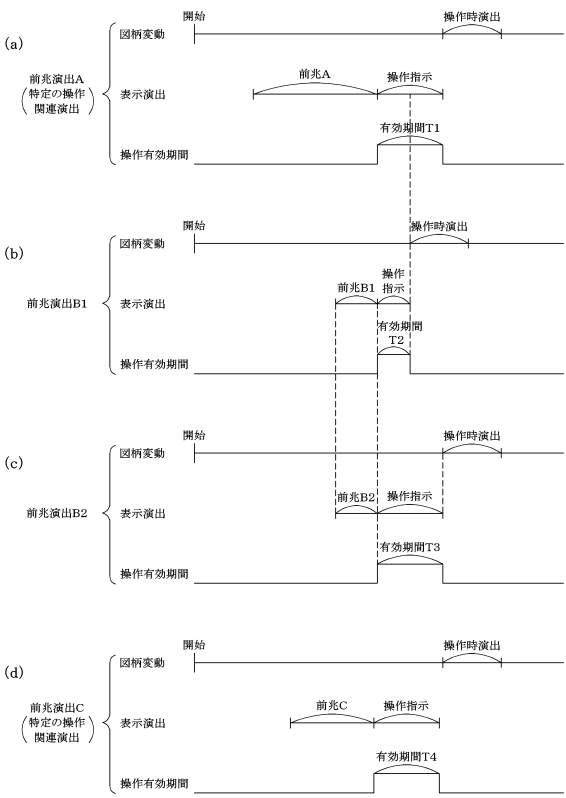 (a)
開始
操作時演出
図柄変動
前兆演出A
(特定の操作
関連演出)
前兆A
操作指示
表示演出
有効期間T1
操作有効期間
(b)
開始
操作時演出
図柄変動
前兆演出B1
操作
指示
前兆B1
表示演出
有効期間
T2
操作有効期間
(c)
開始
操作時演出
図柄変動
前兆演出B2
前兆B2
操作指示
表示演出
有効期間T3
操作有効期間
(d)
開始
操作時演出
図柄変動
前兆演出C
(特定の操作
関連演出)
前兆C
操作指示
表示演出
有効期間T4
操作有効期間